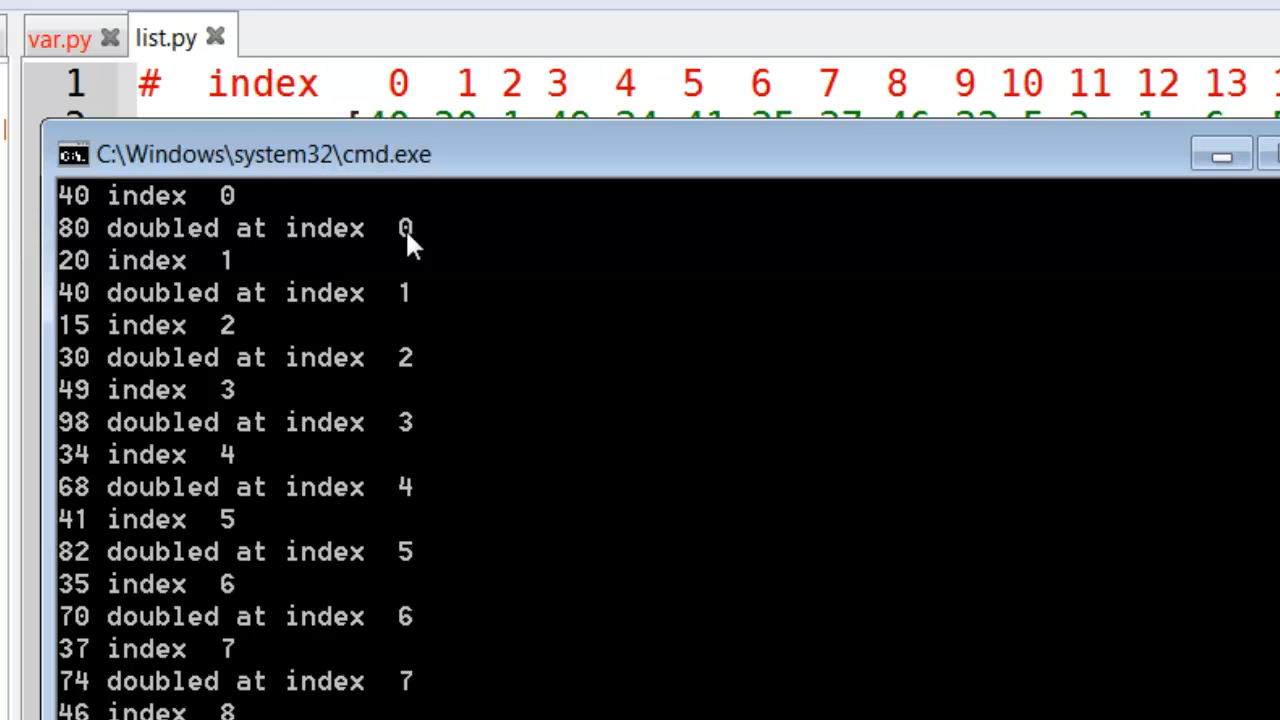 var.py list.py
1 # index 0 1 2 3 4 5 6 7 8 9 10 11 12 13
C:\Windows\system32\cmd.exe
40 index 0
80 doubled at index 0
20 index 1
40 doubled at index 1
15 index 2
30 doubled at index 2
49 index 3
98 doubled at index 3
34 index 4
68 doubled at index 4
41 index 5
82 doubled at index 5
35 index 6
70 doubled at index 6
37 index 7
74 doubled at index 7
46 index 8